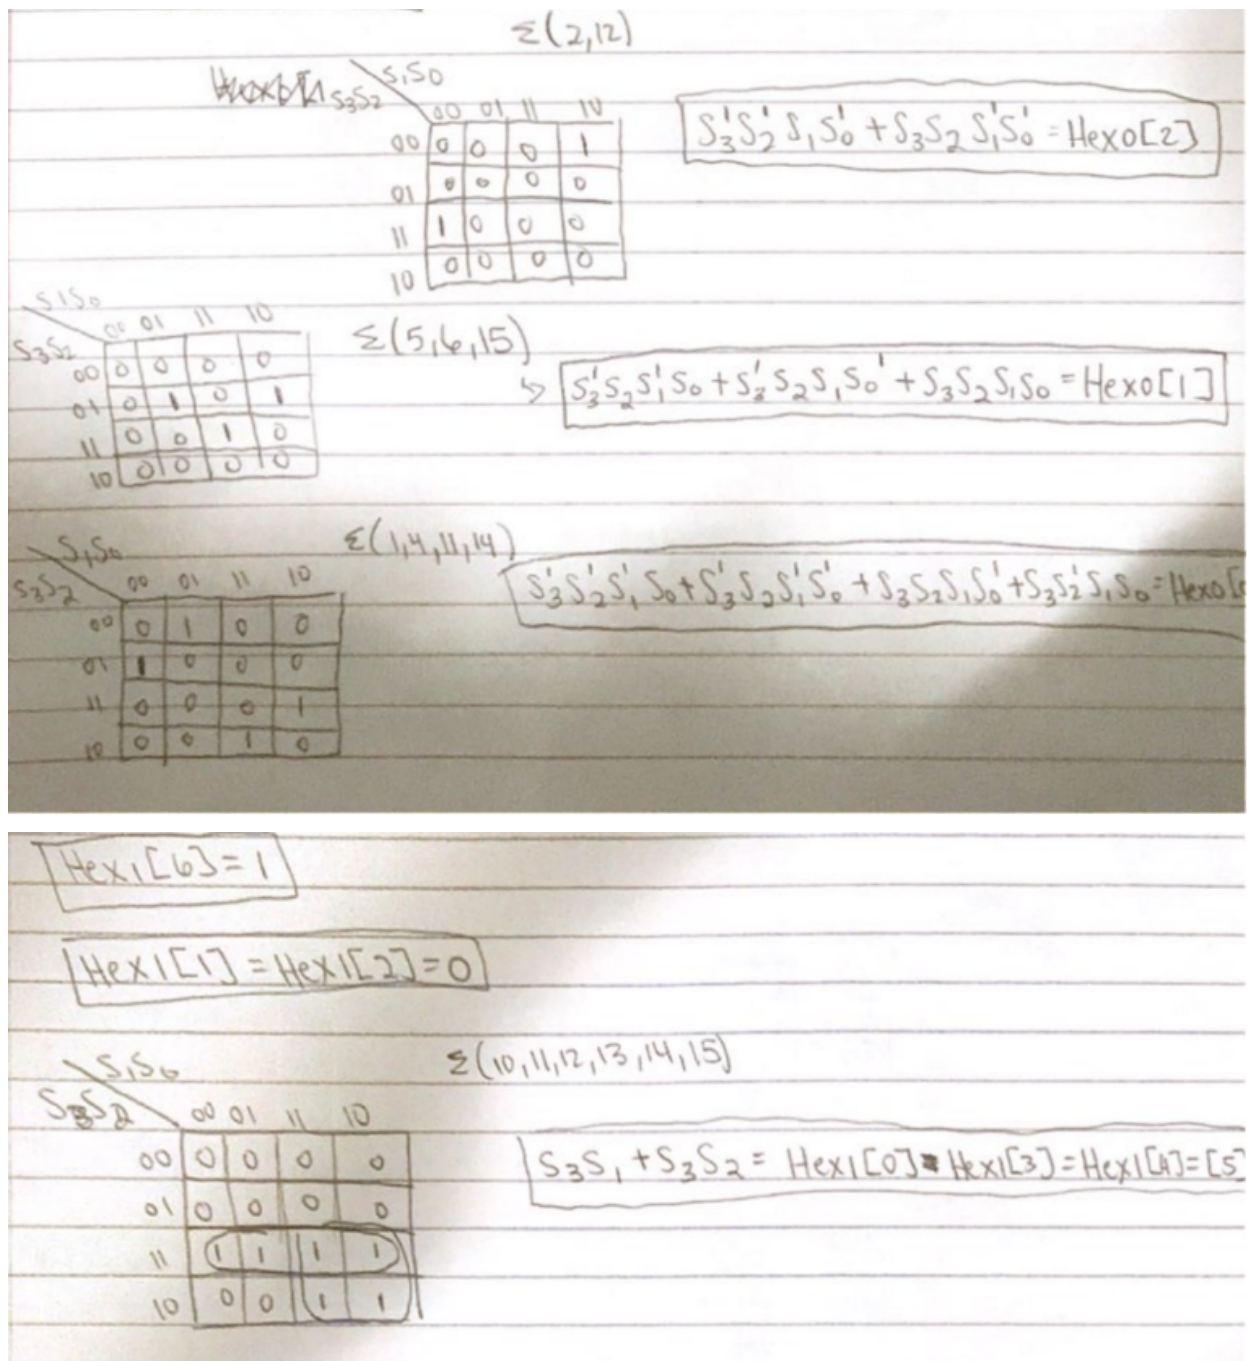 Σ(2,12)
S₁S₀
S₃S₂
00 01 11 10
00 0 0 0 1
01 0 0 0 0
11 1 0 0 0
10 0 0 0 0
S₃'S₂'S₁S₀' + S₃S₂S₁'S₀' = Hex0[2]
S1S₀
S₃S₂
00 01 11 10
00 0 0 0 0
01 0 1 0 1
11 0 0 1 0
10 0 0 0 0
Σ(5,6,15)
↳ S₃'S₂S₁'S₀ + S₃'S₂S₁S₀' + S₃S₂S₁S₀ = Hex0[1]
S₁S₀
S₃S₂
00 01 11 10
00 0 1 0 0
01 1 0 0 0
11 0 0 0 1
10 0 0 1 0
Σ(1,4,11,14)
S₃'S₂'S₁'S₀ + S₃'S₂S₁'S₀' + S₃S₂S₁S₀' + S₃S₂'S₁S₀ = Hex0[
Hex1[6] = 1
Hex1[1] = Hex1[2] = 0
Σ(10,11,12,13,14,15)
S₁S₀
S₃S₂
00 01 11 10
00 0 0 0 0
01 0 0 0 0
11 1 1 1 1
10 0 0 1 1
S₃S₁ + S₃S₂ = Hex1[0] = Hex1[3] = Hex1[4] = [5]